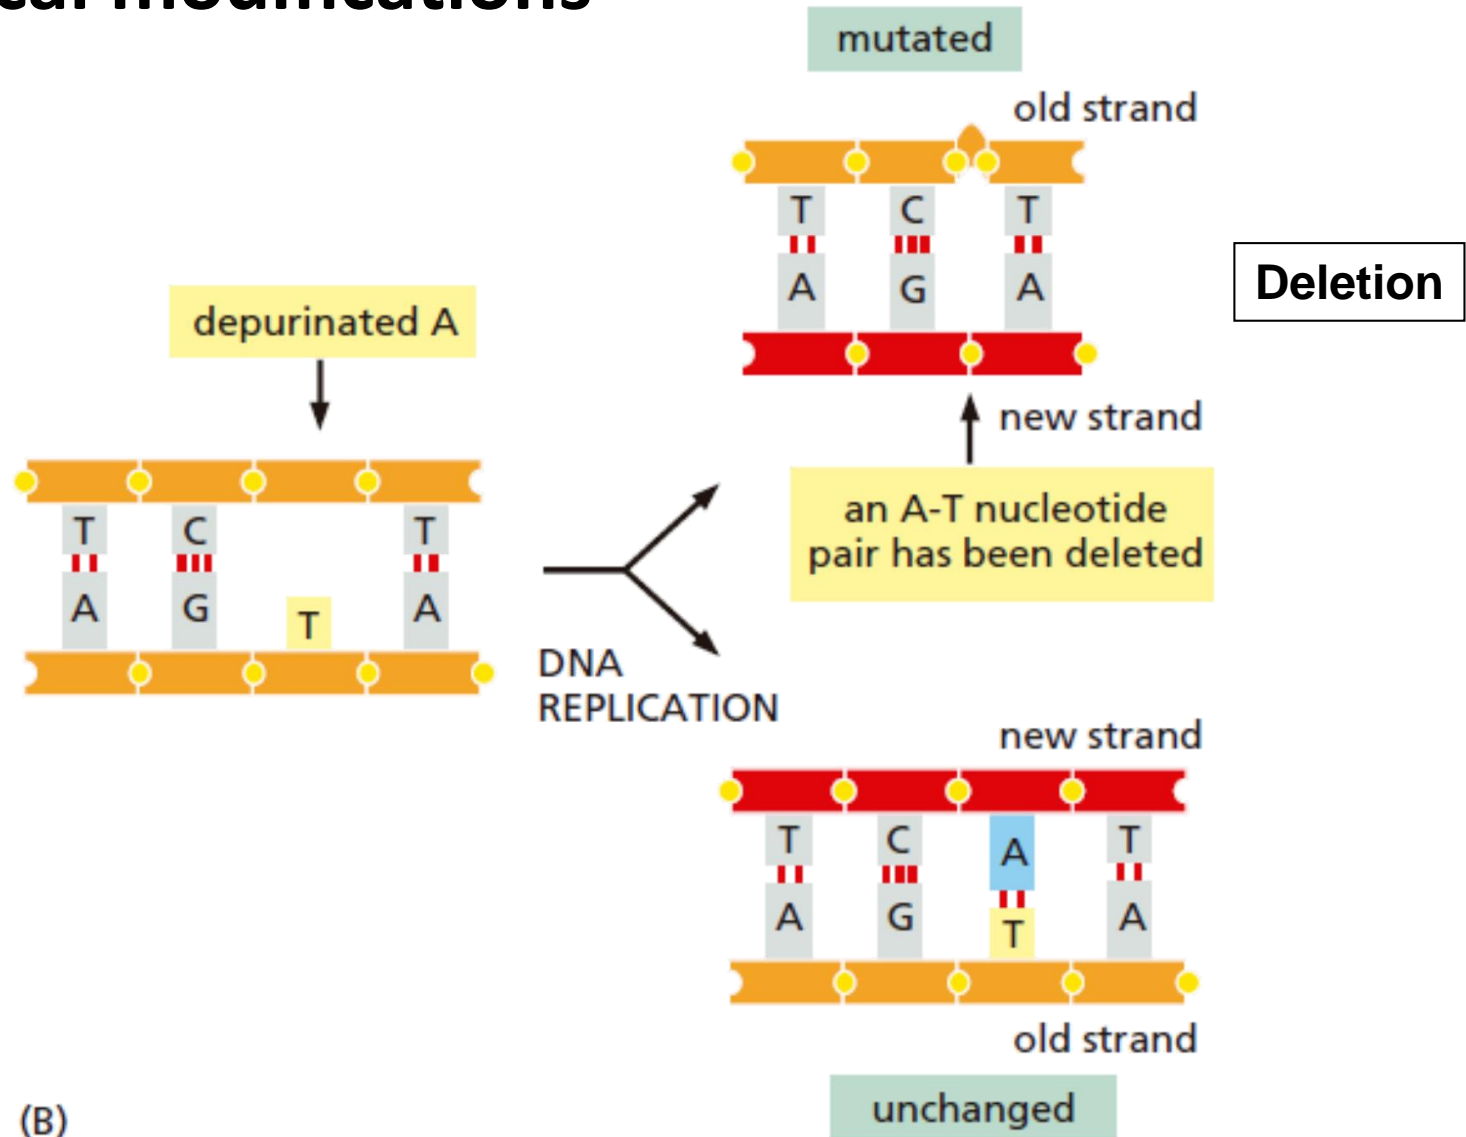 modifications
mutated
old strand
T C T
A G A
Deletion
new strand
an A-T nucleotide
pair has been deleted
depurinated A
T C T
A G T A
DNA
REPLICATION
new strand
T C A T
A G T A
old strand
unchanged
(B)